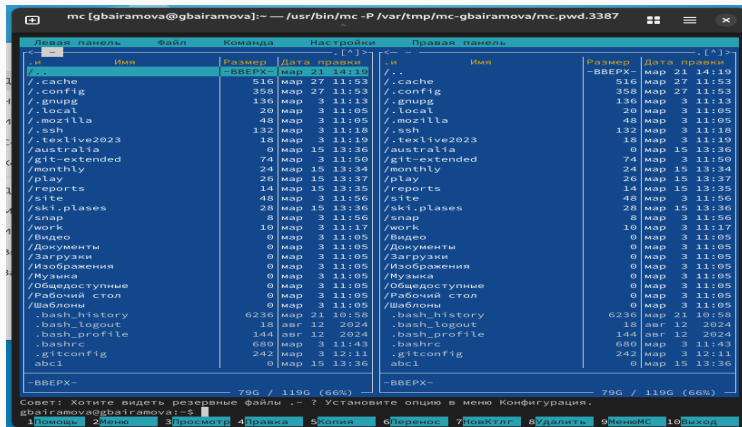 mc [gbairamova@gbairamova]:~ — /usr/bin/mc -P /var/tmp/mc-gbairamova/mc.pwd.3387
~
Левая панель Файл Команда Настройки Правая панель
<─ ~ ─.[^]>┐┌<─ ~ ─.[^]>
.и Имя Размер Дата правки .и Имя Размер Дата правки
/.. -ВВЕРХ- мар 21 14:19 /.. -ВВЕРХ- мар 21 14:19
/.cache 516 мар 27 11:53 /.cache 516 мар 27 11:53
/.config 358 мар 27 11:53 /.config 358 мар 27 11:53
/.gnupg 136 мар 3 11:13 /.gnupg 136 мар 3 11:13
/.local 20 мар 3 11:05 /.local 20 мар 3 11:05
/.mozilla 48 мар 3 11:05 /.mozilla 48 мар 3 11:05
/.ssh 132 мар 3 11:18 /.ssh 132 мар 3 11:18
/.texlive2023 18 мар 3 11:19 /.texlive2023 18 мар 3 11:19
/australia 0 мар 15 13:36 /australia 0 мар 15 13:36
/git-extended 74 мар 3 11:50 /git-extended 74 мар 3 11:50
/monthly 24 мар 15 13:34 /monthly 24 мар 15 13:34
/play 26 мар 15 13:37 /play 26 мар 15 13:37
/reports 14 мар 15 13:35 /reports 14 мар 15 13:35
/site 48 мар 3 11:56 /site 48 мар 3 11:56
/ski.plases 28 мар 15 13:36 /ski.plases 28 мар 15 13:36
/snap 8 мар 3 11:56 /snap 8 мар 3 11:56
/work 10 мар 3 11:17 /work 10 мар 3 11:17
/Видео 0 мар 3 11:05 /Видео 0 мар 3 11:05
/Документы 0 мар 3 11:05 /Документы 0 мар 3 11:05
/Загрузки 0 мар 3 11:05 /Загрузки 0 мар 3 11:05
/Изображения 0 мар 3 11:05 /Изображения 0 мар 3 11:05
/Музыка 0 мар 3 11:05 /Музыка 0 мар 3 11:05
/Общедоступные 0 мар 3 11:05 /Общедоступные 0 мар 3 11:05
/Рабочий стол 0 мар 3 11:05 /Рабочий стол 0 мар 3 11:05
/Шаблоны 0 мар 3 11:05 /Шаблоны 0 мар 3 11:05
.bash_history 6236 мар 21 10:58 .bash_history 6236 мар 21 10:58
.bash_logout 18 авг 12 2024 .bash_logout 18 авг 12 2024
.bash_profile 144 авг 12 2024 .bash_profile 144 авг 12 2024
.bashrc 680 мар 3 11:43 .bashrc 680 мар 3 11:43
.gitconfig 242 мар 3 12:11 .gitconfig 242 мар 3 12:11
abc1 0 мар 15 13:36 abc1 0 мар 15 13:36
-ВВЕРХ- -ВВЕРХ-
79G / 119G (66%) 79G / 119G (66%)
Совет: Хотите видеть резервные файлы .~ ? Установите опцию в меню Конфигурация.
gbairamova@gbairamova:~$
1Помощь 2Меню 3Просмотр 4Правка 5Копия 6Перенос 7НовКтлг 8Удалить 9МенюМС 10Выход